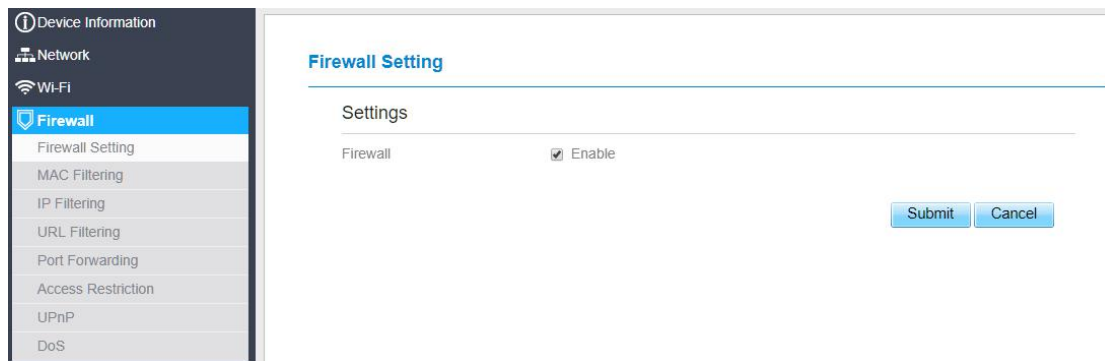 Device Information
Network
Wi-Fi
Firewall
Firewall Setting
MAC Filtering
IP Filtering
URL Filtering
Port Forwarding
Access Restriction
UPnP
DoS
Firewall Setting
Settings
Firewall Enable
Submit Cancel